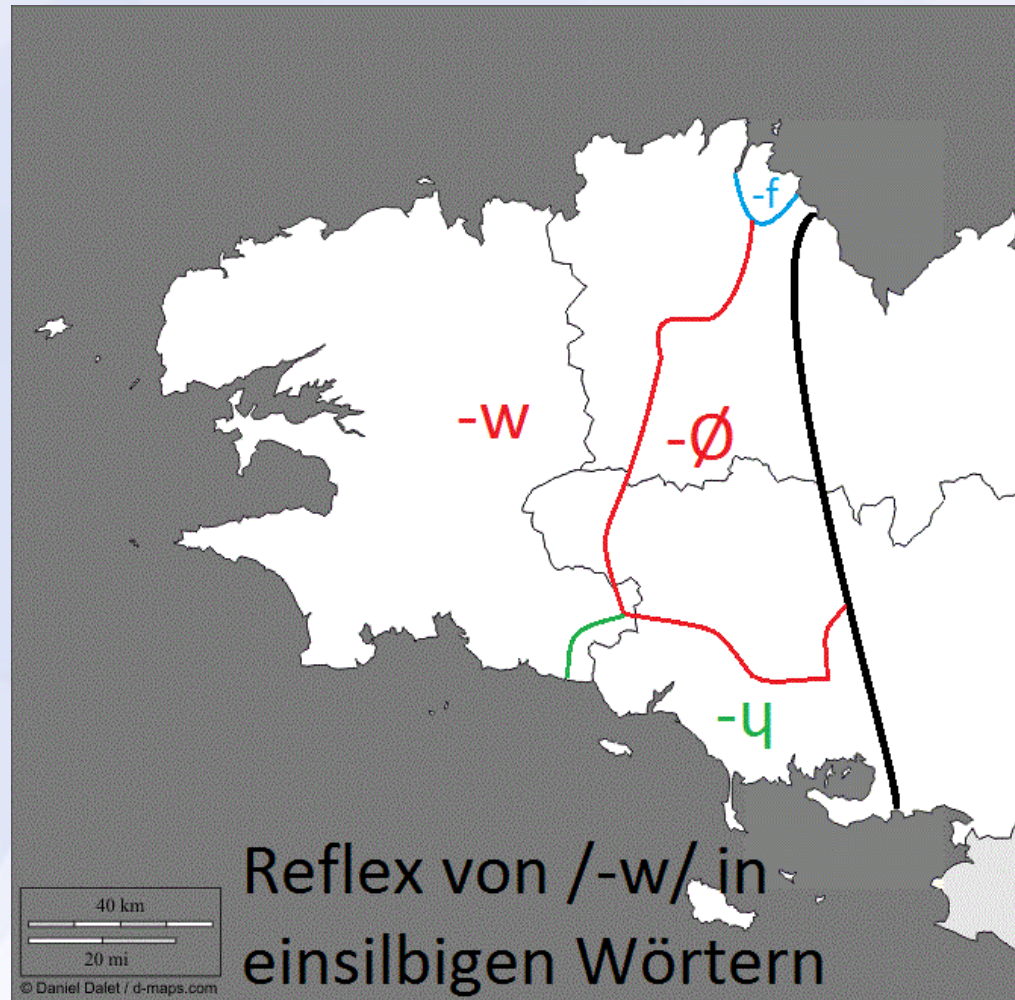 -f
-w
-Ø
-ɥ
Reflex von /-w/ in
einsilbigen Wörtern
40 km
20 mi
© Daniel Dalet / d-maps.com